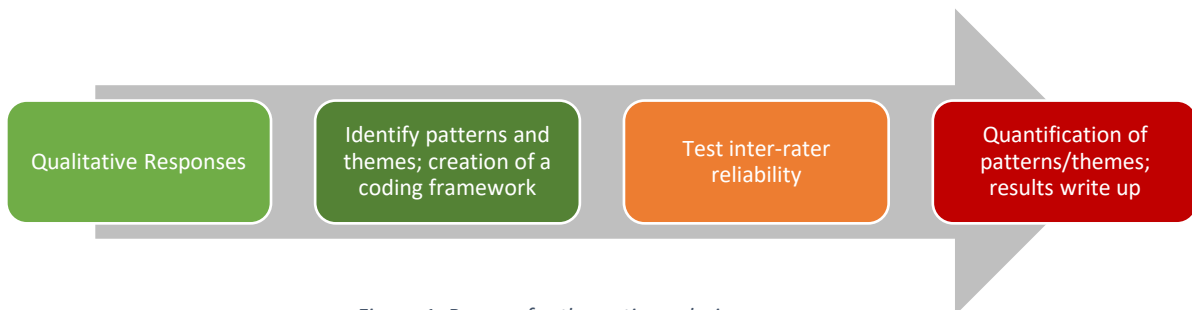 Qualitative Responses
Identify patterns and
themes; creation of a
coding framework
Test inter-rater
reliability
Quantification of
patterns/themes;
results write up